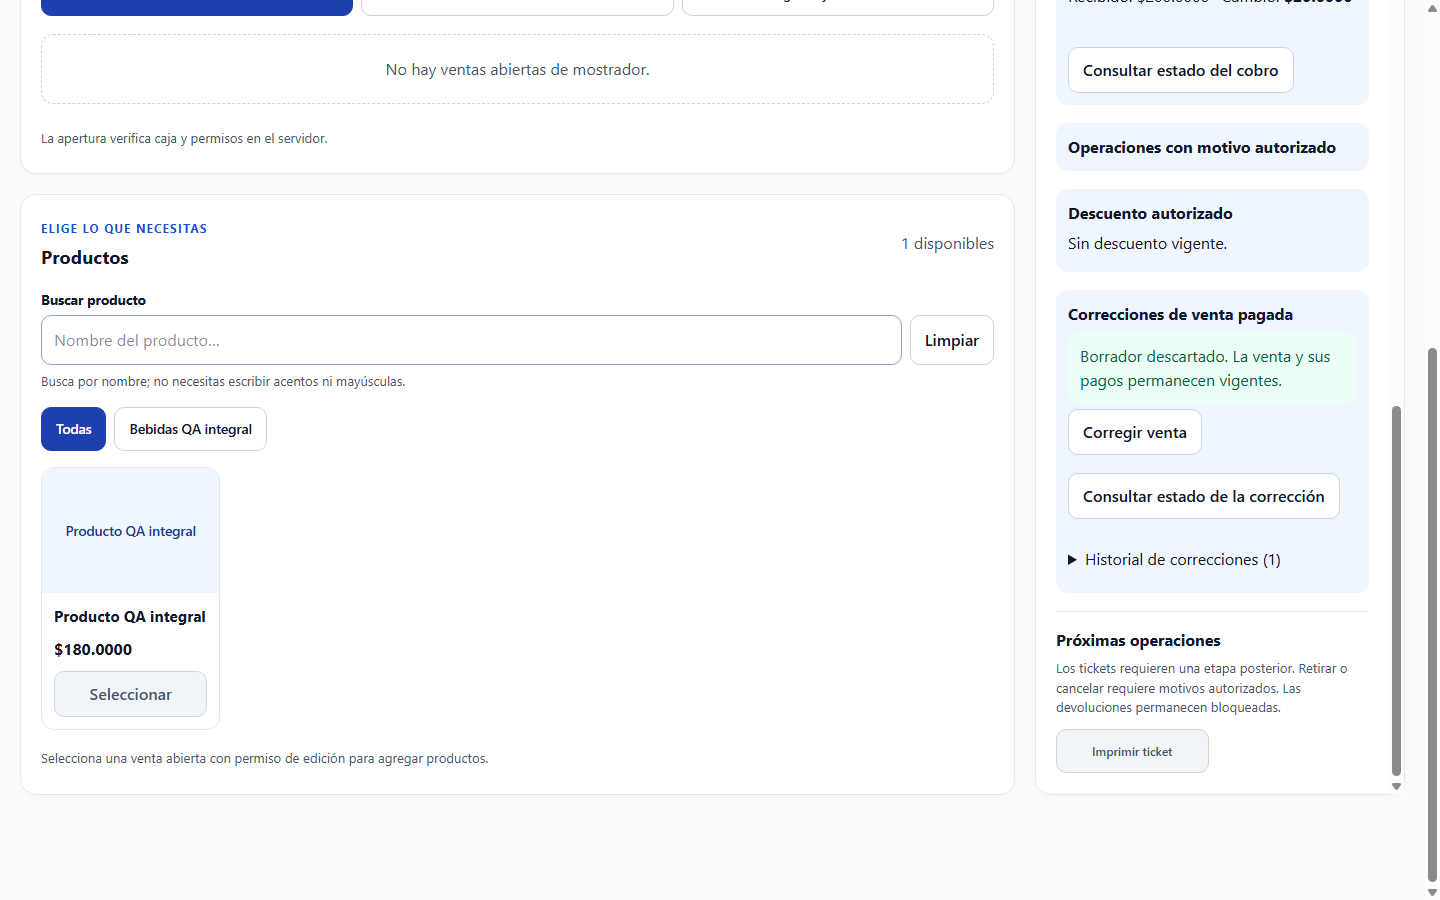 No hay ventas abiertas de mostrador.
La apertura verifica caja y permisos en el servidor.
ELIGE LO QUE NECESITAS
Productos
1 disponibles
Buscar producto
Nombre del producto...
Limpiar
Busca por nombre; no necesitas escribir acentos ni mayúsculas.
Todas
Bebidas QA integral
Producto QA integral
Producto QA integral
$180.0000
Seleccionar
Selecciona una venta abierta con permiso de edición para agregar productos.
Consultar estado del cobro
Operaciones con motivo autorizado
Descuento autorizado
Sin descuento vigente.
Correcciones de venta pagada
Borrador descartado. La venta y sus
pagos permanecen vigentes.
Corregir venta
Consultar estado de la corrección
Historial de correcciones (1)
Próximas operaciones
Los tickets requieren una etapa posterior. Retirar o
cancelar requiere motivos autorizados. Las
devoluciones permanecen bloqueadas.
Imprimir ticket